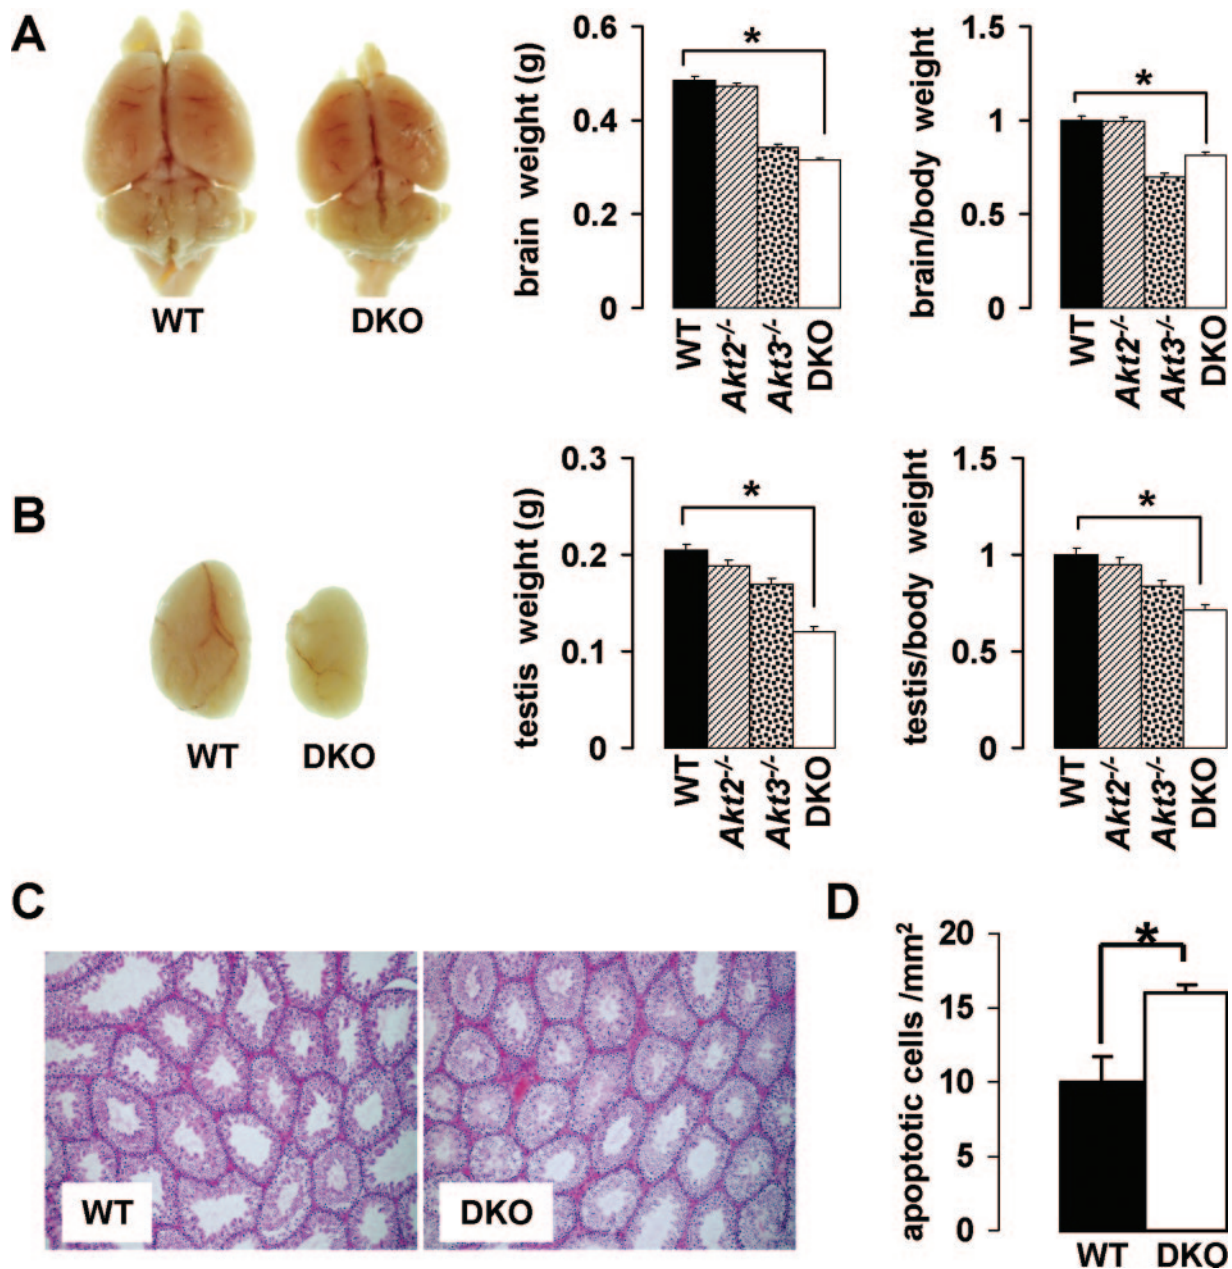 A
WT
DKO
brain weight (g)
0.6
0.4
0.2
0
*
WT
Akt2-/-
Akt3-/-
DKO
brain/body weight
1.5
1
0.5
0
*
WT
Akt2-/-
Akt3-/-
DKO
B
WT
DKO
testis weight (g)
0.3
0.2
0.1
0
*
WT
Akt2-/-
Akt3-/-
DKO
testis/body weight
1.5
1
0.5
0
*
WT
Akt2-/-
Akt3-/-
DKO
C
WT
DKO
D
apoptotic cells /mm2
20
15
10
5
0
*
WT
DKO